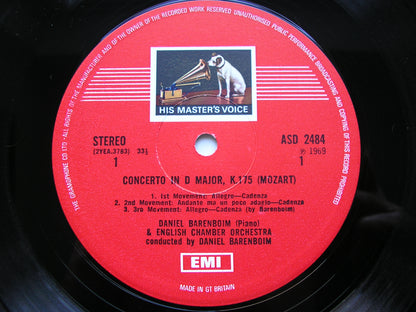 ALL RIGHTS OF THE MANUFACTURER AND OF THE OWNER OF THE RECORDED WORK RESERVED UNAUTHORISED PUBLIC PERFORMANCE BROADCASTING AND COPYING OF THIS RECORD PROHIBITED
THE GRAMOPHONE CO LTD
HIS MASTER'S VOICE
STEREO
(2YEA.3783) 33⅓
1
ASD 2484
℗ 1969
1
CONCERTO IN D MAJOR, K.175 (MOZART)
1. 1st Movement: Allegro—Cadenza
2. 2nd Movement: Andante ma un poco adagio—Cadenza
3. 3rd Movement: Allegro—Cadenza (by Barenboim)
DANIEL BARENBOIM (Piano)
& ENGLISH CHAMBER ORCHESTRA
conducted by DANIEL BARENBOIM
EMI
MADE IN GT BRITAIN